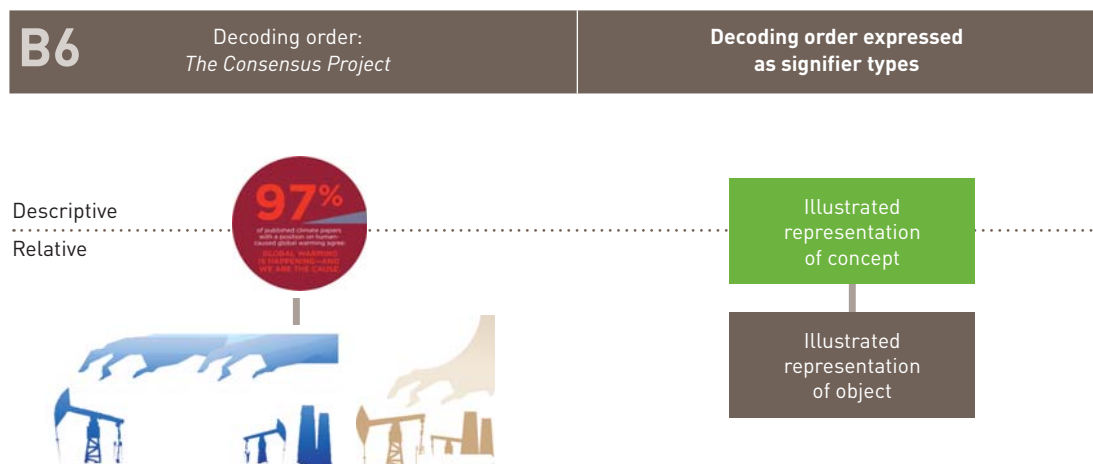 B6
Decoding order:
The Consensus Project
Decoding order expressed
as signifier types
Descriptive
Relative
97%
of published climate papers
with a position on human-
caused global warming agree:
GLOBAL WARMING
IS HAPPENING—AND
WE ARE THE CAUSE
Illustrated
representation
of concept
Illustrated
representation
of object